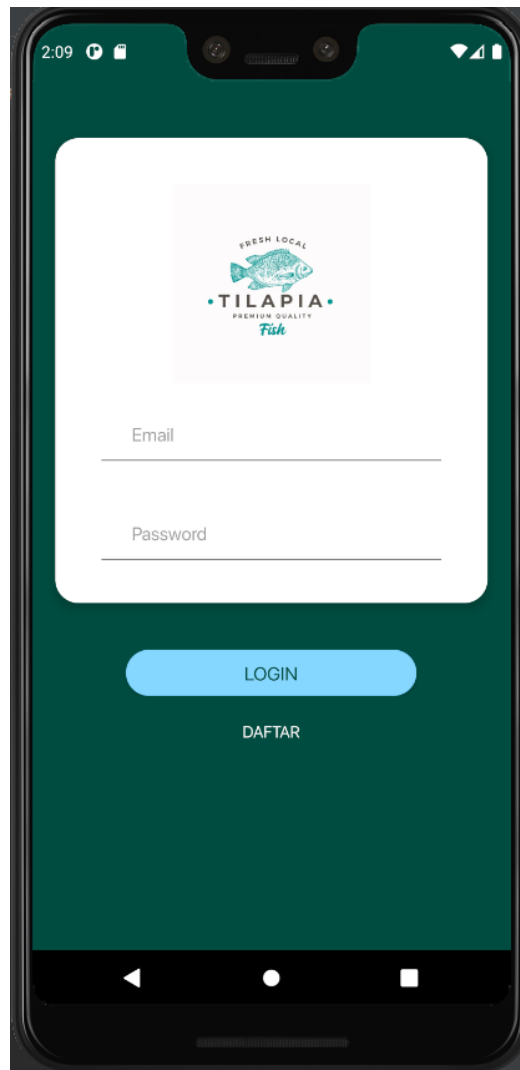 2:09
FRESH LOCAL
TILAPIA
PREMIUM QUALITY
Fish
Email
Password
LOGIN
DAFTAR